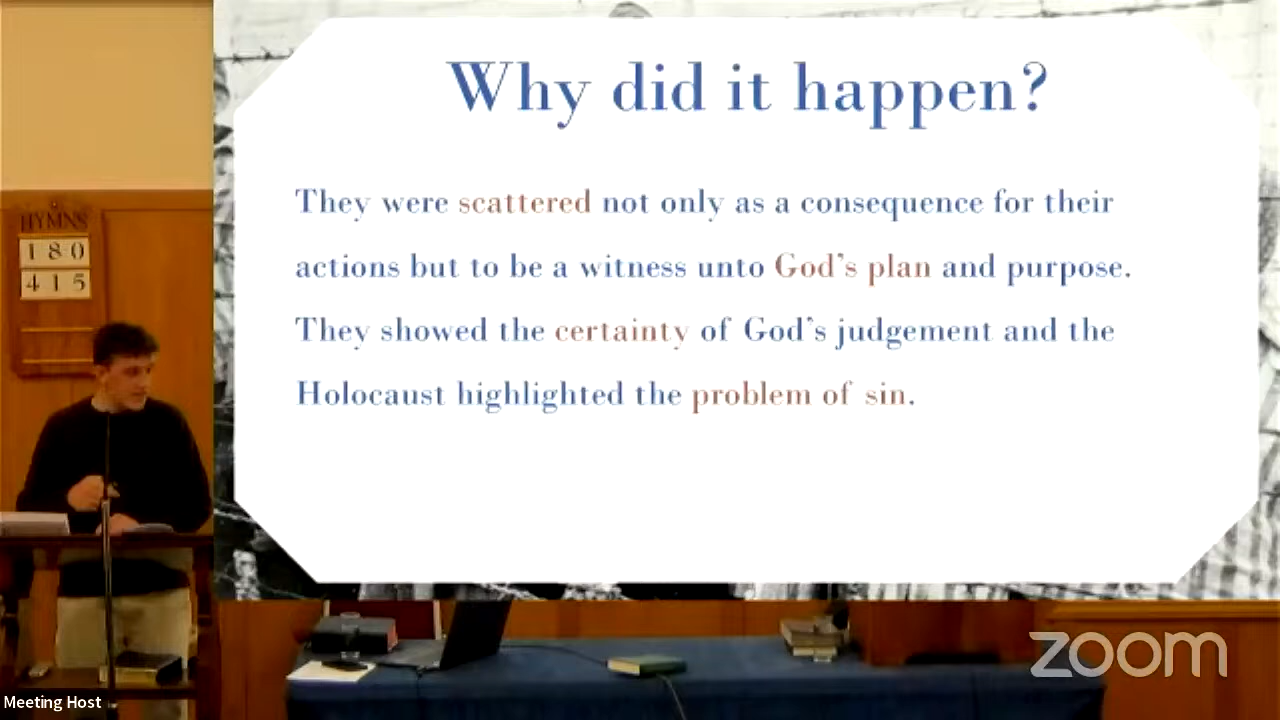 Why did it happen?
They were scattered not only as a consequence for their
actions but to be a witness unto God's plan and purpose.
They showed the certainty of God's judgement and the
Holocaust highlighted the problem of sin.
HYMNS
180
415
zoom
Meeting Host